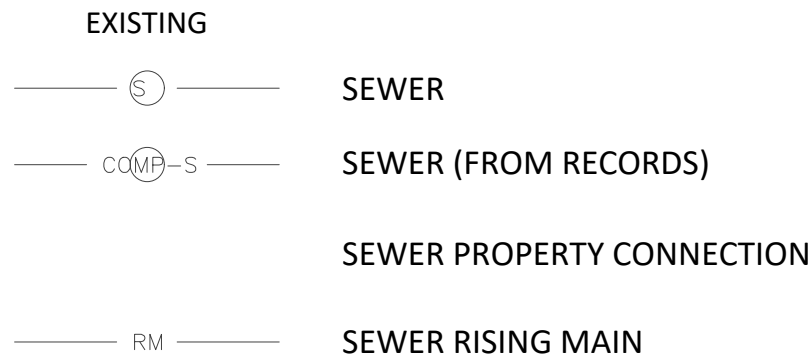 EXISTING
S SEWER
COMP-S SEWER (FROM RECORDS)
SEWER PROPERTY CONNECTION
RM SEWER RISING MAIN